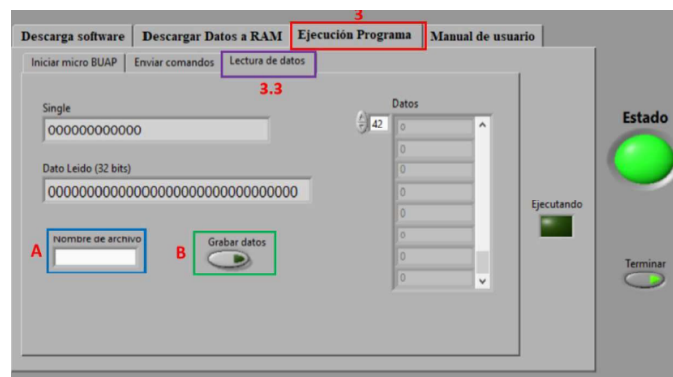 3
Descarga software
Descargar Datos a RAM
Ejecución Programa
Manual de usuario
Iniciar micro BUAP
Enviar comandos
Lectura de datos
3.3
Single
000000000000
Dato Leido (32 bits)
00000000000000000000000000000000
A
Nombre de archivo
B
Grabar datos
Datos
42
0
0
0
0
0
0
0
0
Ejecutando
Estado
Terminar